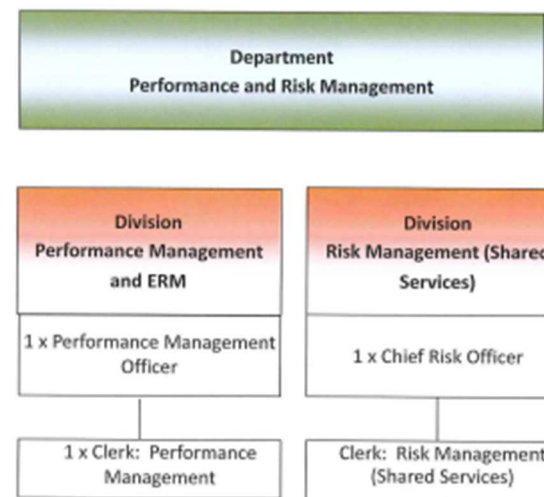 Department
Performance and Risk Management
Division
Performance Management
and ERM
1 x Performance Management
Officer
1 x Clerk: Performance
Management
Division
Risk Management (Shared
Services)
1 x Chief Risk Officer
Clerk: Risk Management
(Shared Services)